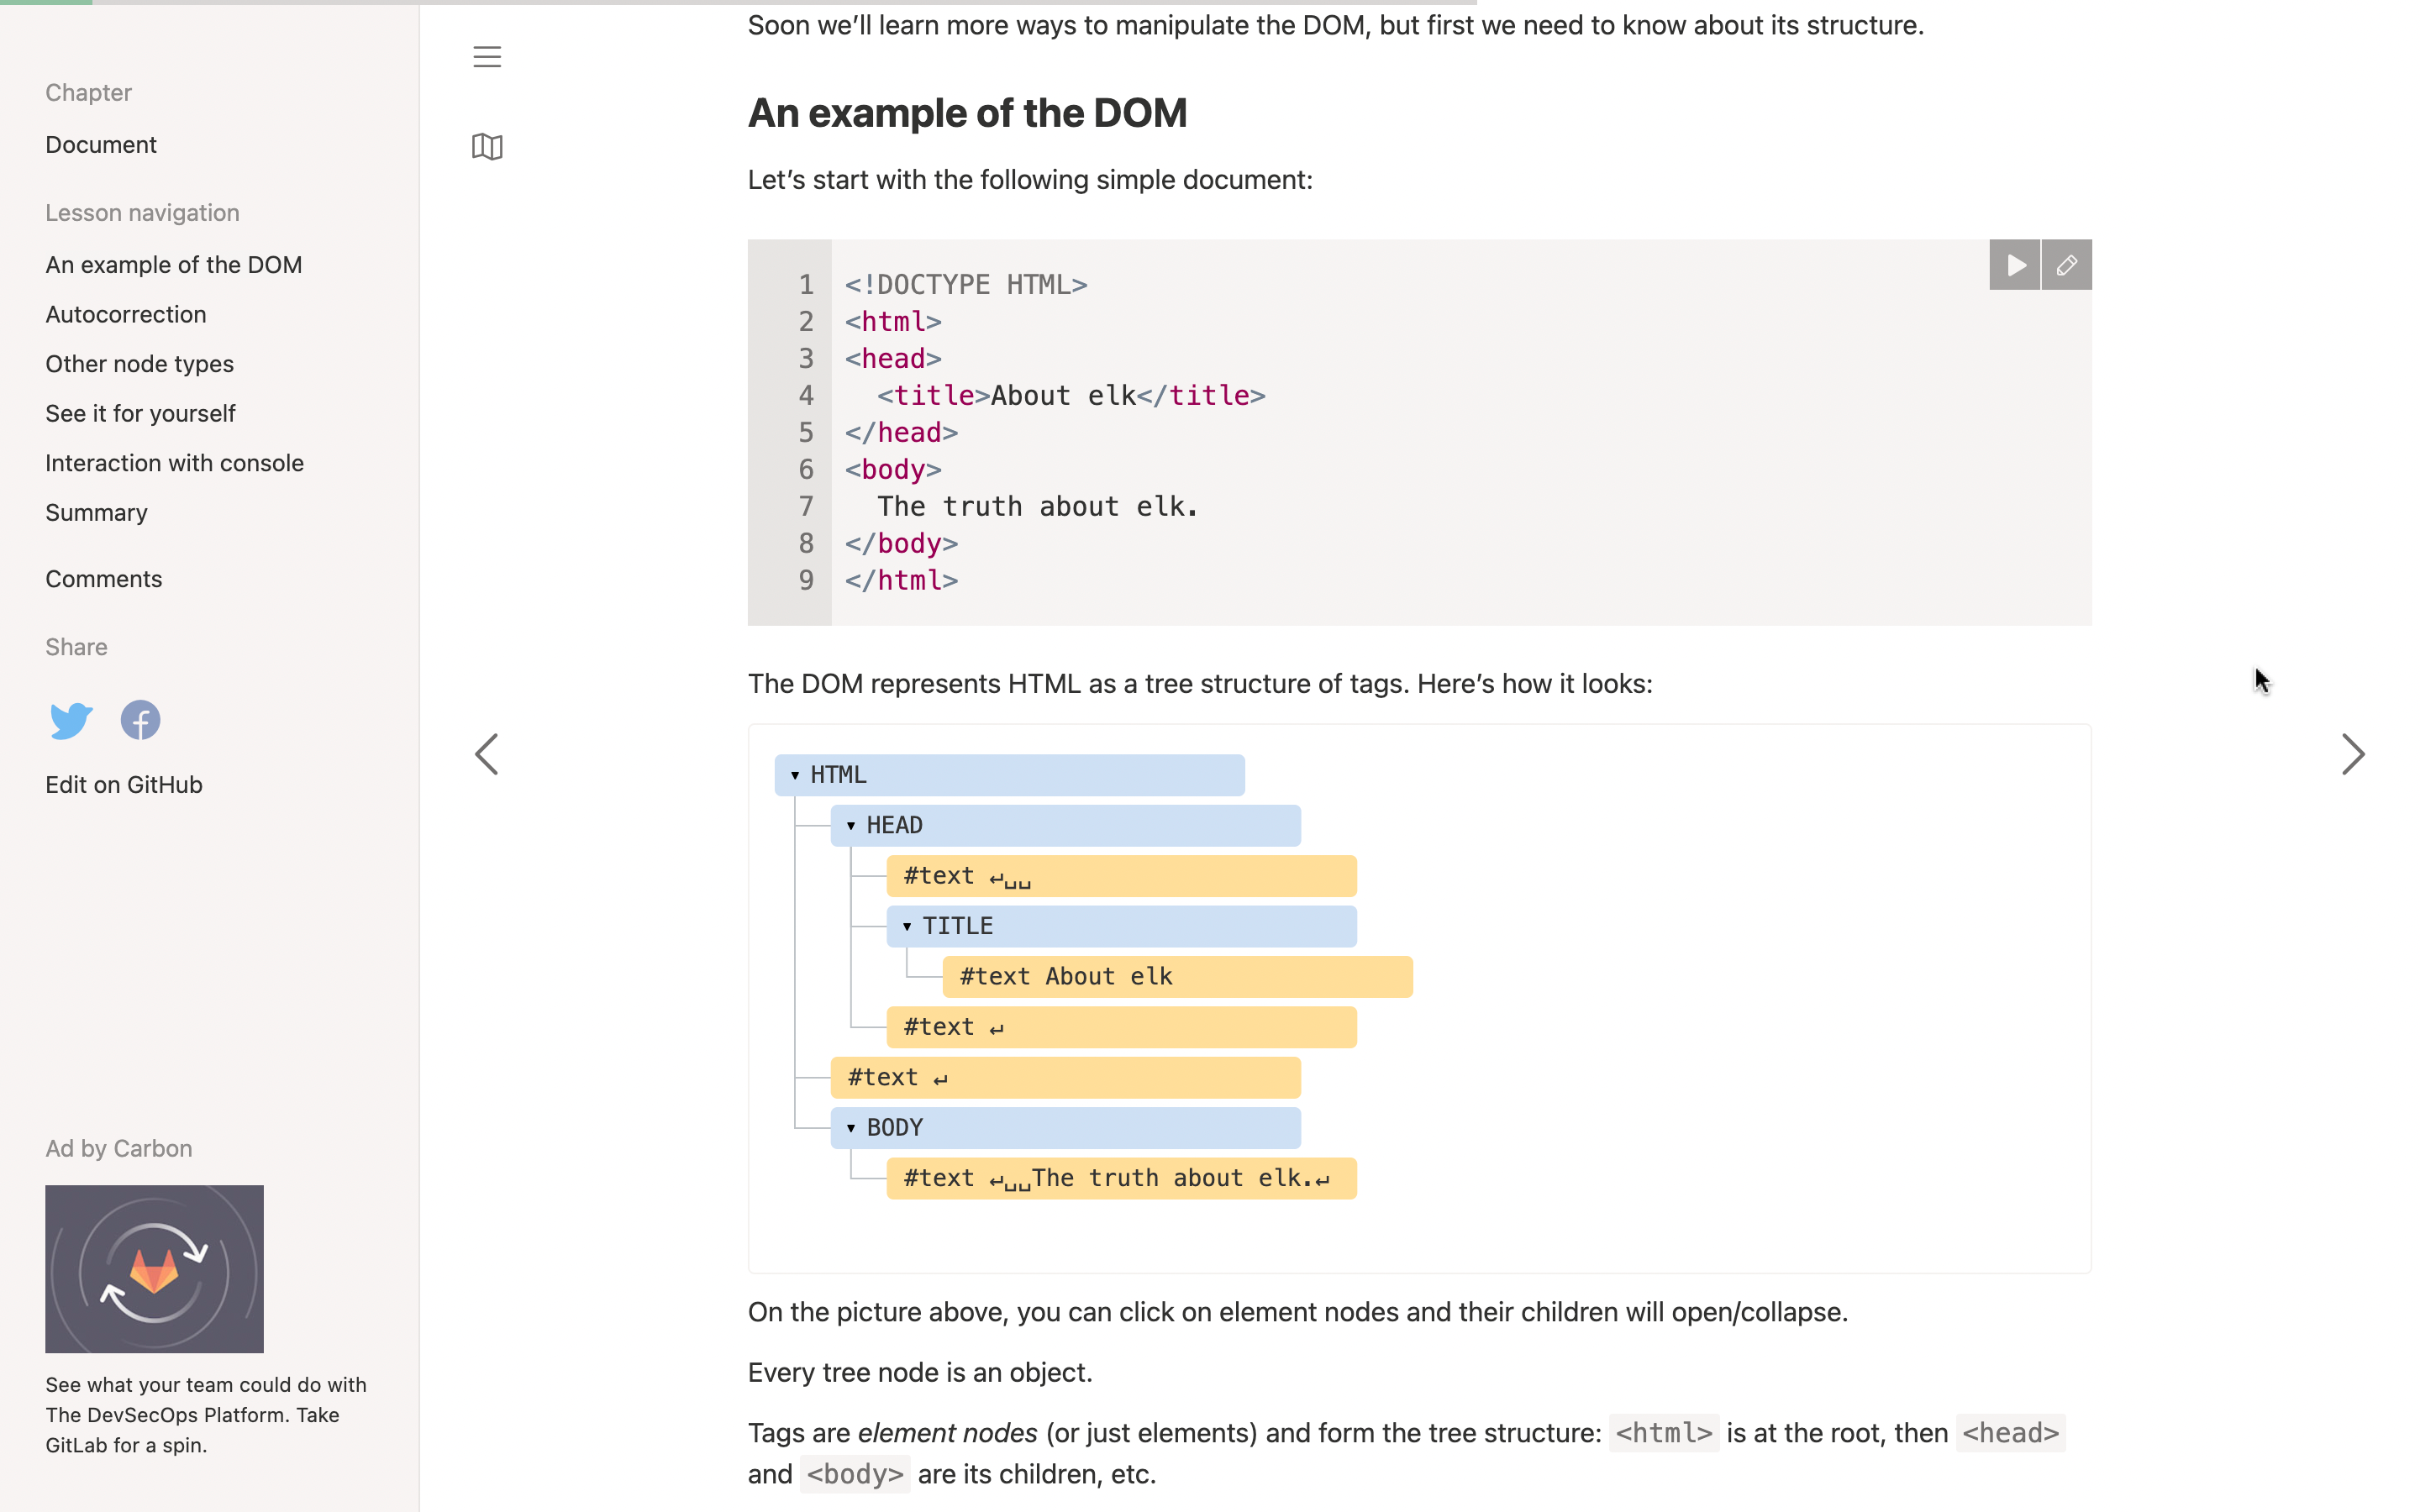 Chapter
Document
Lesson navigation
An example of the DOM
Autocorrection
Other node types
See it for yourself
Interaction with console
Summary
Comments
Share
Edit on GitHub
Ad by Carbon
See what your team could do with
The DevSecOps Platform. Take
GitLab for a spin.
Soon we’ll learn more ways to manipulate the DOM, but first we need to know about its structure.
An example of the DOM
Let’s start with the following simple document:
1 <!DOCTYPE HTML>
2 <html>
3 <head>
4   <title>About elk</title>
5 </head>
6 <body>
7   The truth about elk.
8 </body>
9 </html>
The DOM represents HTML as a tree structure of tags. Here’s how it looks:
▾ HTML
▾ HEAD
#text ↵␣␣
▾ TITLE
#text About elk
#text ↵
#text ↵
▾ BODY
#text ↵␣␣The truth about elk.↵
On the picture above, you can click on element nodes and their children will open/collapse.
Every tree node is an object.
Tags are element nodes (or just elements) and form the tree structure: <html> is at the root, then <head>
and <body> are its children, etc.